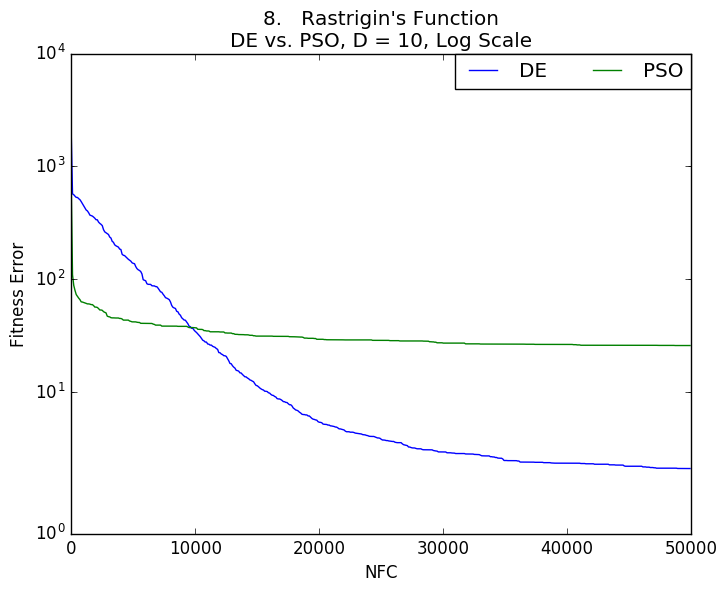 8.   Rastrigin's Function
DE vs. PSO, D = 10, Log Scale
DE PSO
10^4
10^3
10^2
10^1
10^0
Fitness Error
0 10000 20000 30000 40000 50000
NFC